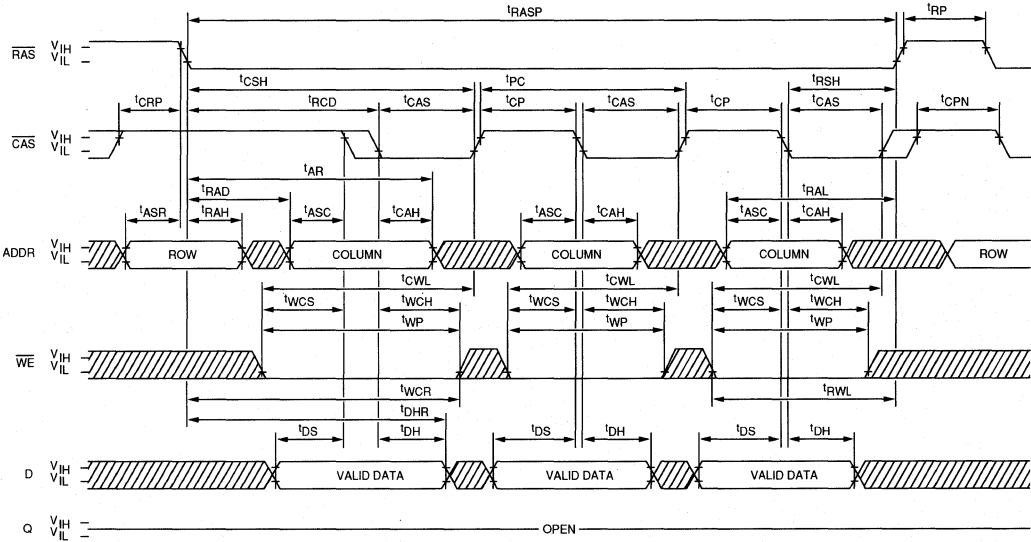 tRASP tRP
RAS VIH
VIL
tCSH tPC tRSH
tCRP tRCD tCAS tCP tCAS tCP tCAS tCPN
CAS VIH
VIL
tAR
tRAD tRAL
tASR tRAH tASC tCAH tASC tCAH tASC tCAH
ADDR VIH
VIL ROW COLUMN COLUMN COLUMN ROW
tCWL tCWL tCWL
tWCS tWCH tWCS tWCH tWCS tWCH
tWP tWP tWP
WE VIH
VIL
tWCR tRWL
tDHR
tDS tDH tDS tDH tDS tDH
D VIH
VIL VALID DATA VALID DATA VALID DATA
Q VIH
VIL OPEN